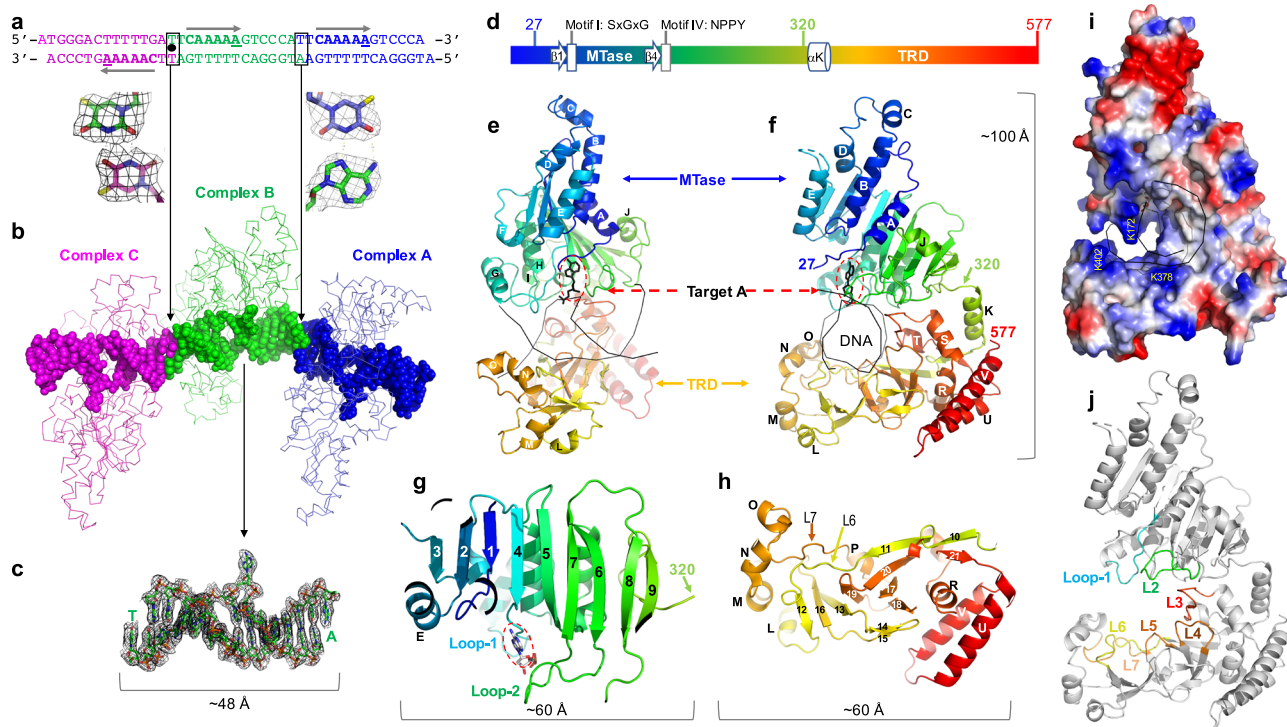 a
5′-ATGGGACTTTTTGATTCAAAAAGTCCCATTCAAAAAGTCCCA -3′
3′- ACCCTGAAAAACTTAGTTTTTCAGGGTAAGTTTTTCAGGGTA-5′
b
Complex B
Complex C
Complex A
c
T
A
~48 Å
d
27
Motif I: SxGxG
Motif IV: NPPY
320
577
β1
MTase
β4
αK
TRD
e
C
B
D
E
A
J
F
G
H
I
O
N
M
L
MTase
Target A
TRD
f
C
D
E
B
A
J
27
320
K
577
DNA
O
N
T
S
R
V
M
L
U
~100 Å
g
3
2
1
4
5
7
6
8
9
320
E
Loop-1
Loop-2
~60 Å
h
O
L7
L6
N
P
11
10
M
20
21
19
17
R
12
16
13
18
V
L
14
15
U
~60 Å
i
K172
K402
K378
j
Loop-1
L2
L3
L6
L5
L4
L7